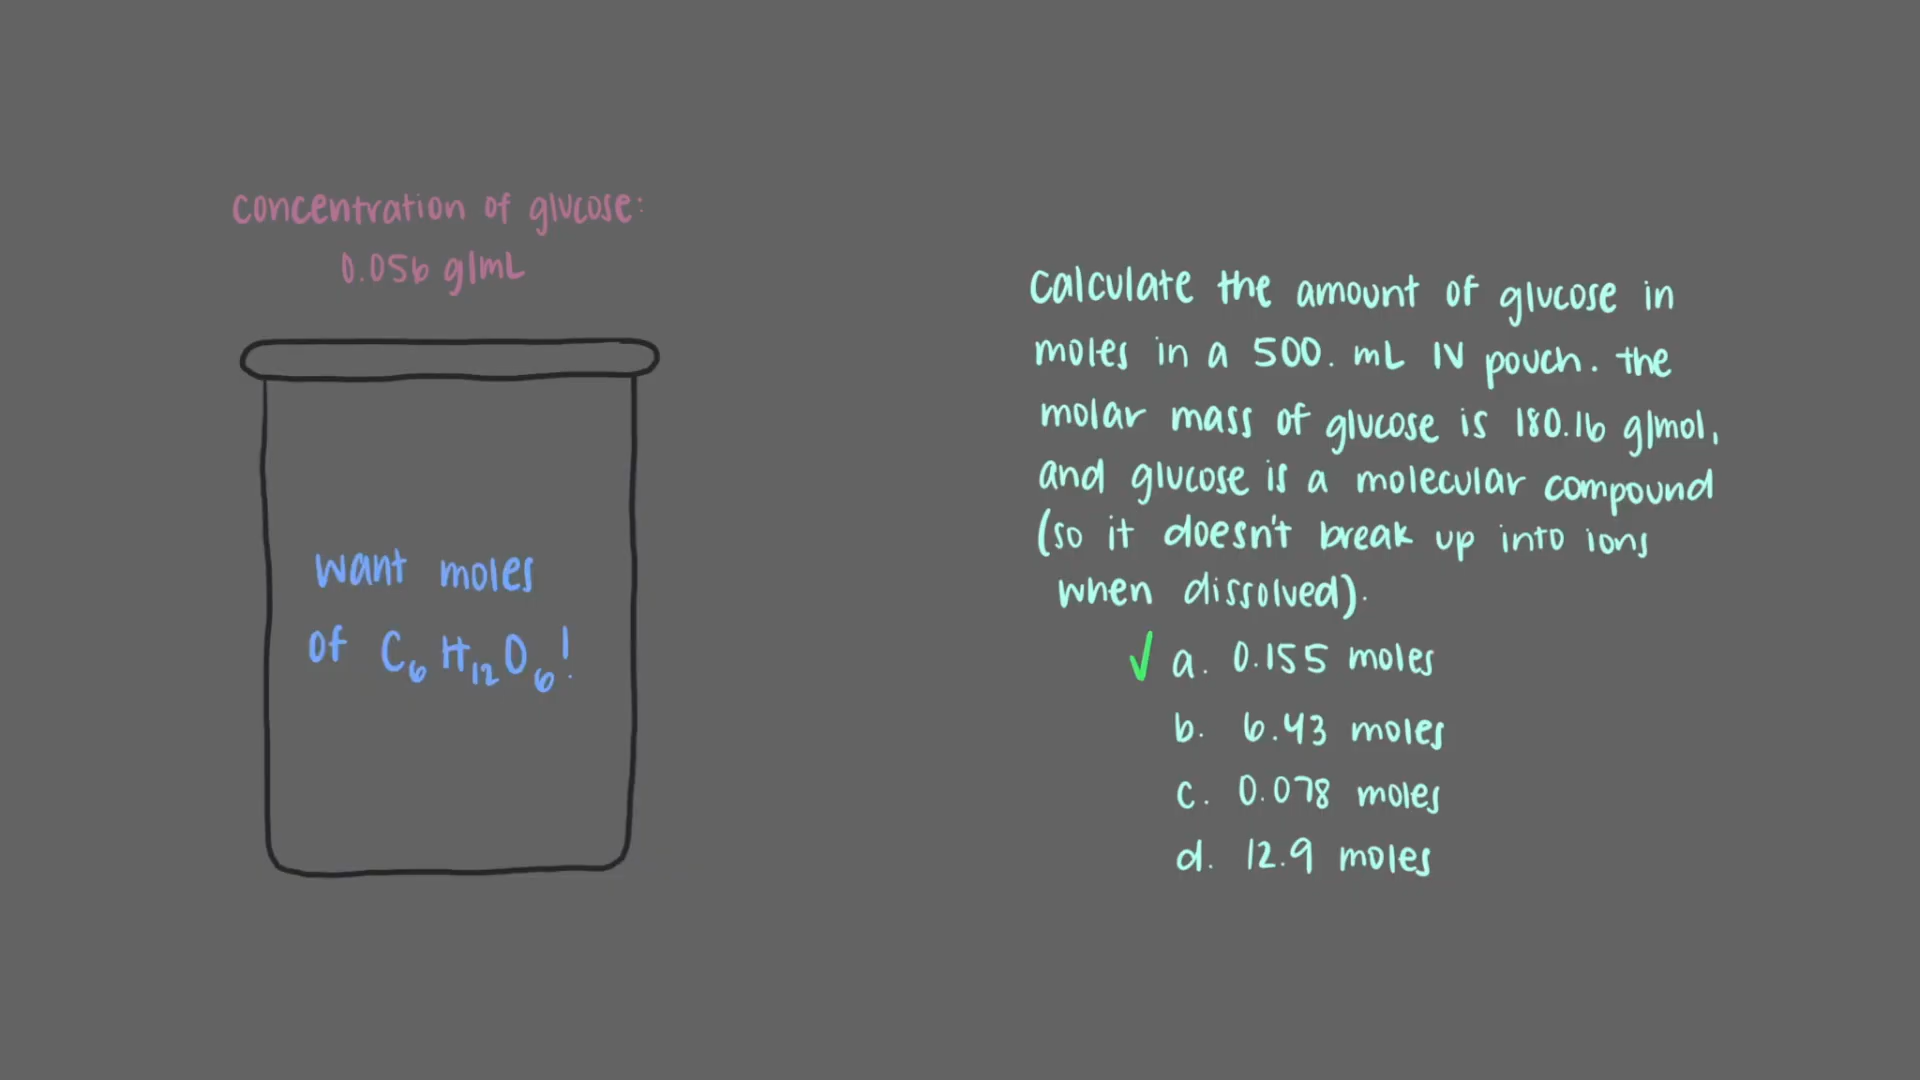 concentration of glucose:
0.056 g/mL
want moles
of C₆H₁₂O₆!
Calculate the amount of glucose in
moles in a 500. mL IV pouch. the
molar mass of glucose is 180.16 g/mol,
and glucose is a molecular compound
(so it doesn't break up into ions
when dissolved).
✓ a. 0.155 moles
b. 6.43 moles
c. 0.078 moles
d. 12.9 moles